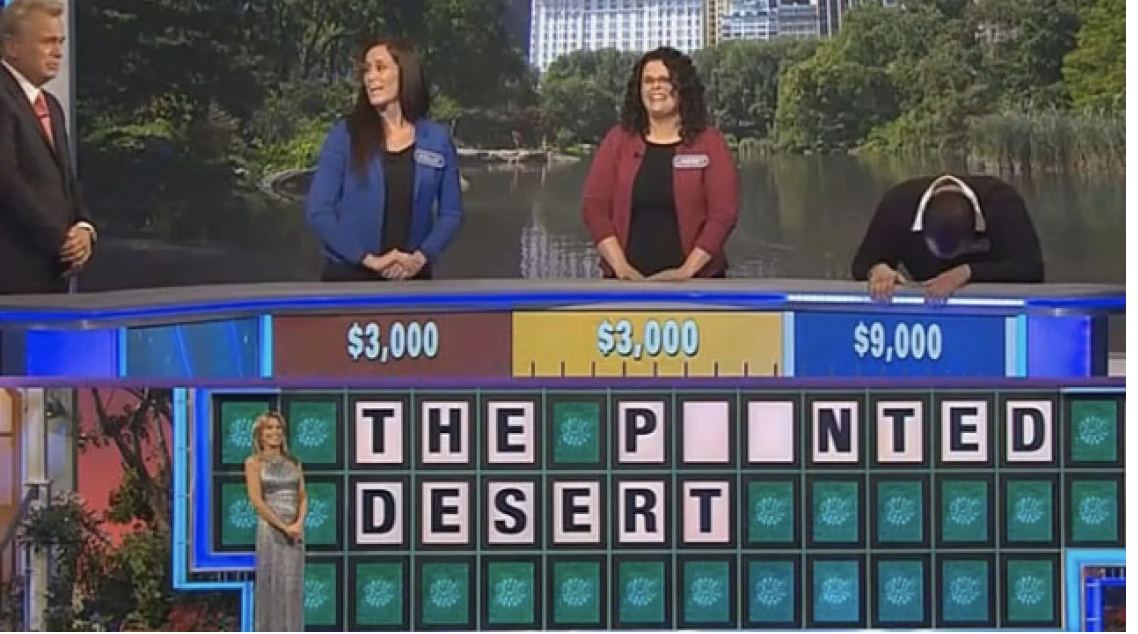 $3,000
$3,000
$9,000
THE P NTED
DESERT